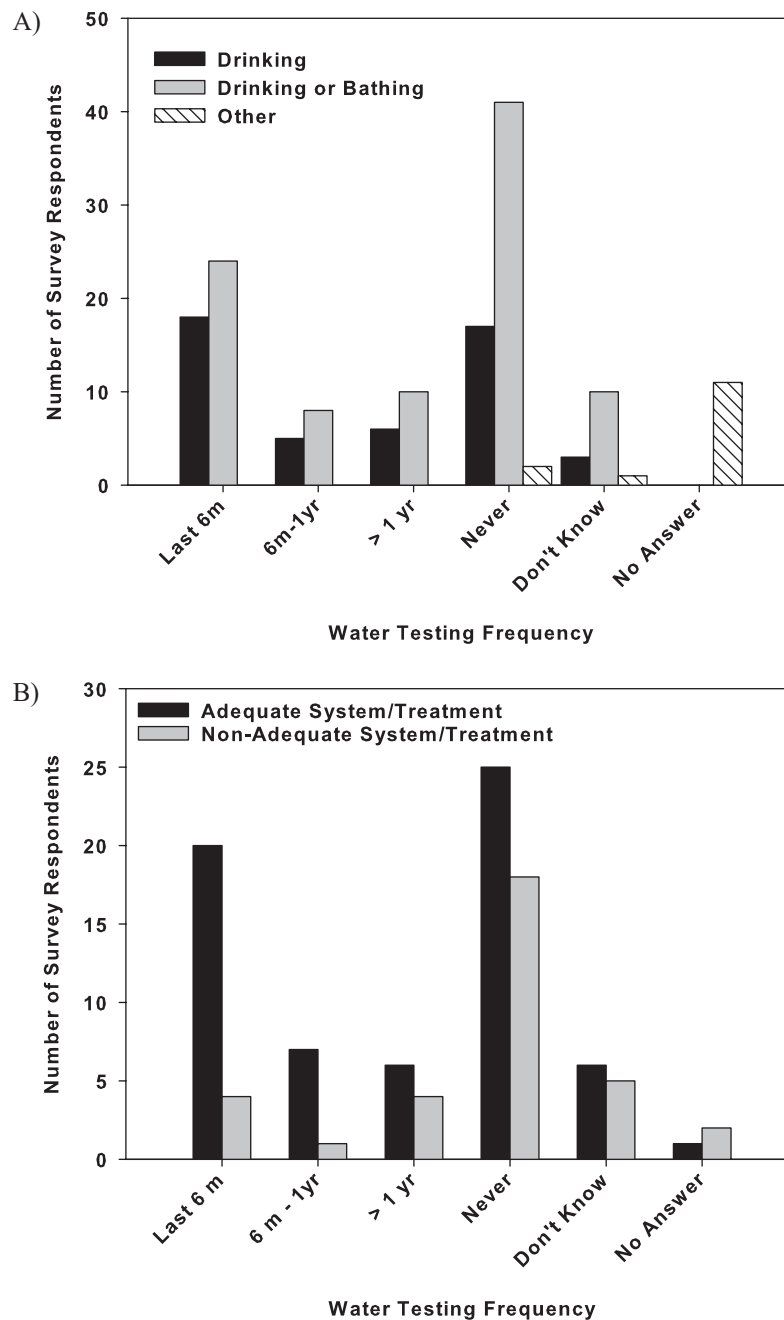 A)
50
40
30
20
10
0
Number of Survey Respondents
Drinking
Drinking or Bathing
Other
Last 6m
6m-1yr
> 1 yr
Never
Don't Know
No Answer
Water Testing Frequency
B)
30
25
20
15
10
5
0
Number of Survey Respondents
Adequate System/Treatment
Non-Adequate System/Treatment
Last 6 m
6 m - 1yr
> 1 yr
Never
Don't Know
No Answer
Water Testing Frequency